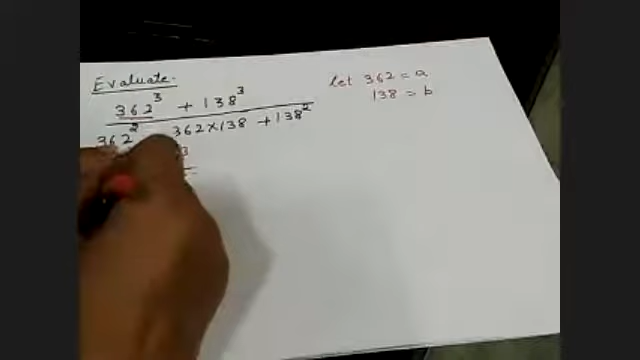 Evaluate.
362³ + 138³
362² 362×138 + 138²
let 362 = a
138 = b